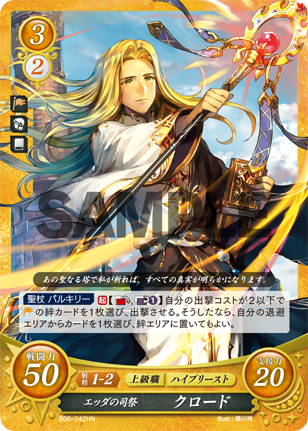 3
2
SAMPLE
あの聖なる塔で私が祈れば、すべての真実が明らかになります。
聖杖 バルキリー 起 自分の出撃コストが2以下で
の絆カードを1枚選び、出撃させる。そうしたなら、自分の退避
エリアからカードを1枚選び、絆エリアに置いてもよい。
戦闘力 50 射程 1-2 上級職 ハイプリースト 支援力 20
エッダの司祭 クロード
B06-042HN